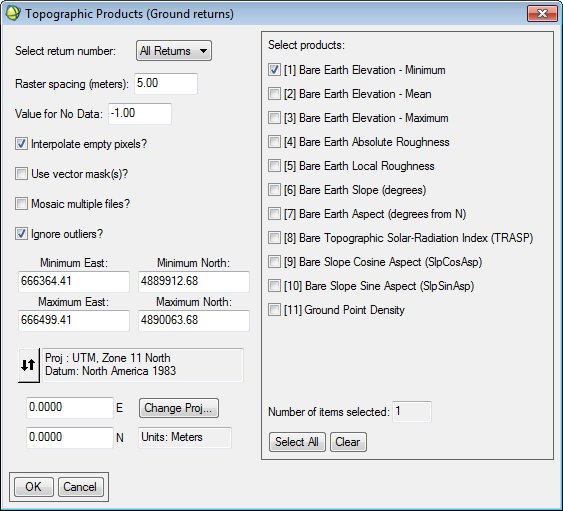 Topographic Products (Ground returns)
Select return number: All Returns
Raster spacing (meters): 5.00
Value for No Data: -1.00
Interpolate empty pixels?
Use vector mask(s)?
Mosaic multiple files?
Ignore outliers?
Minimum East: Minimum North:
666364.41 4889912.68
Maximum East: Maximum North:
666499.41 4890063.68
Proj : UTM, Zone 11 North
Datum: North America 1983
0.0000 E Change Proj...
0.0000 N Units: Meters
OK Cancel
Select products:
[1] Bare Earth Elevation - Minimum
[2] Bare Earth Elevation - Mean
[3] Bare Earth Elevation - Maximum
[4] Bare Earth Absolute Roughness
[5] Bare Earth Local Roughness
[6] Bare Earth Slope (degrees)
[7] Bare Earth Aspect (degrees from N)
[8] Bare Topographic Solar-Radiation Index (TRASP)
[9] Bare Slope Cosine Aspect (SlpCosAsp)
[10] Bare Slope Sine Aspect (SlpSinAsp)
[11] Ground Point Density
Number of items selected: 1
Select All Clear